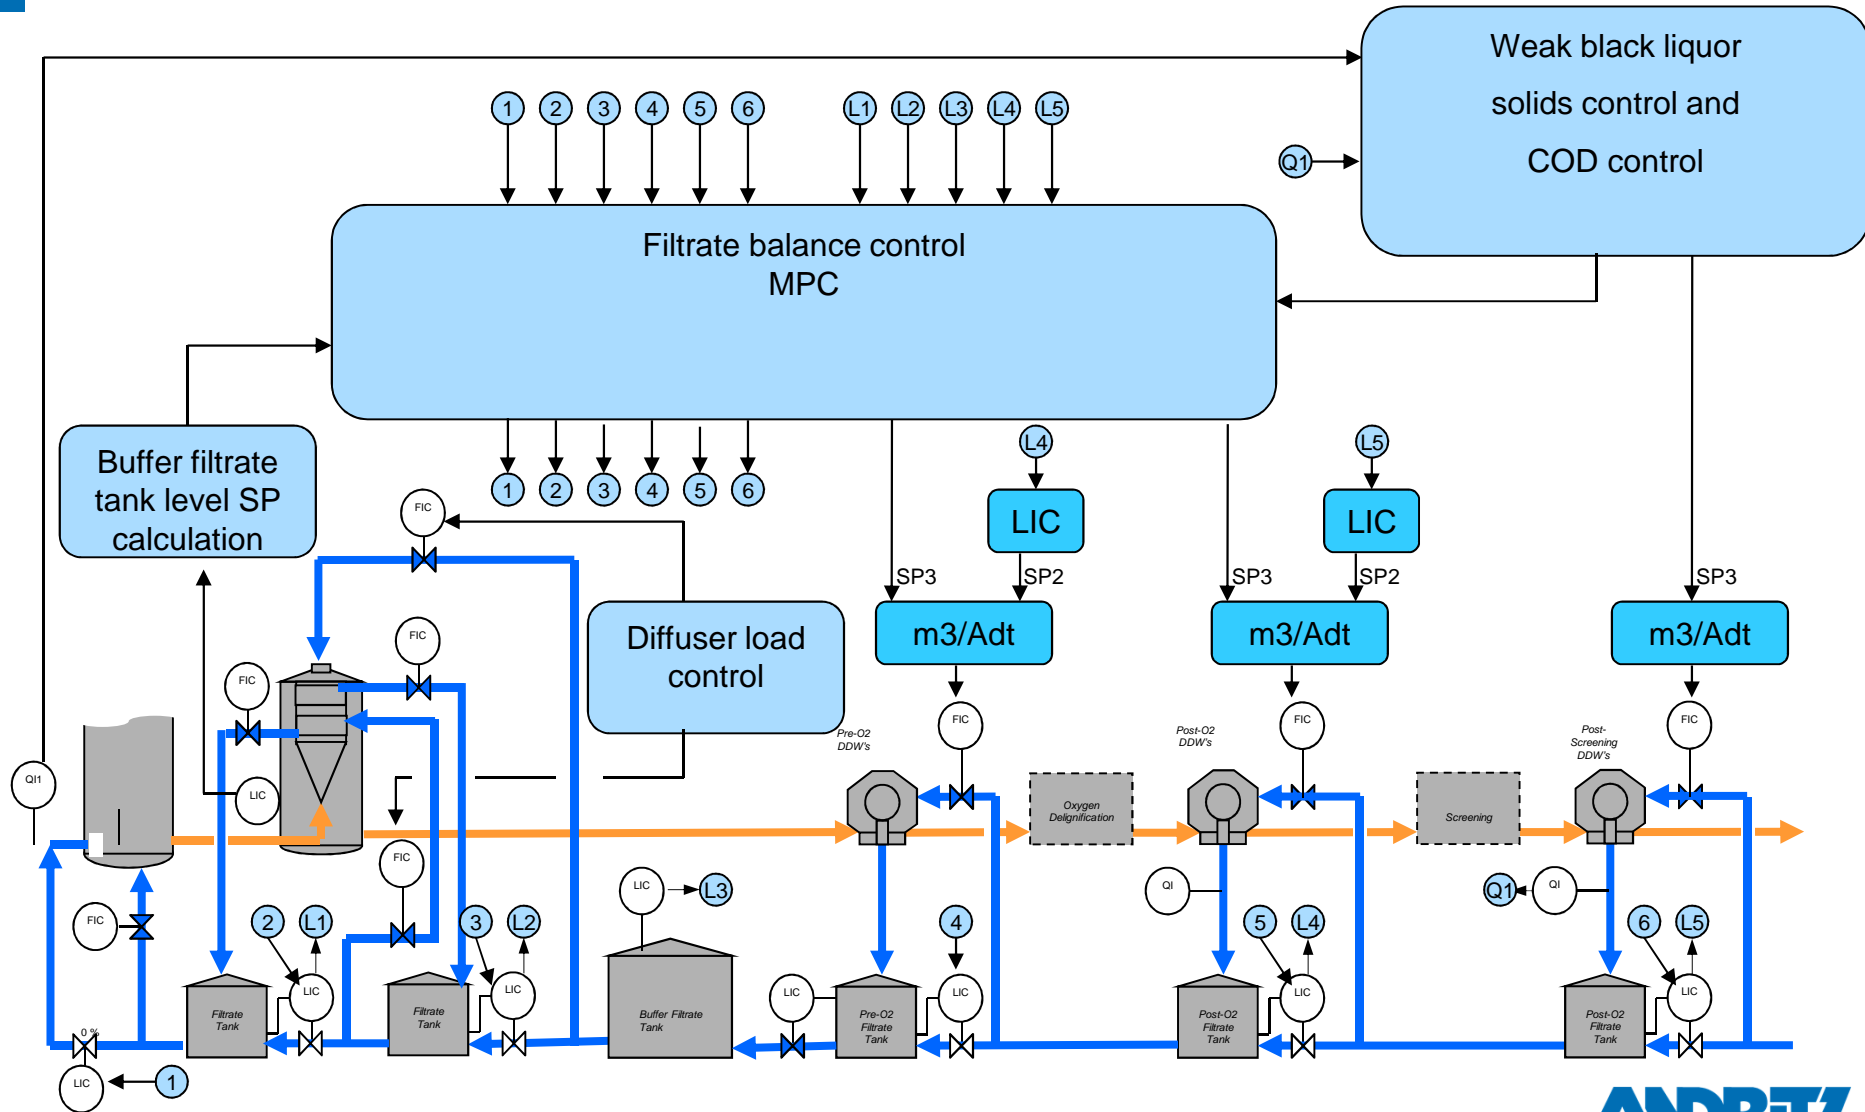 Weak black liquor
solids control and
COD control
1 2 3 4 5 6 L1 L2 L3 L4 L5
Q1
Filtrate balance control
MPC
Buffer filtrate
tank level SP
calculation
1 2 3 4 5 6
L4
L5
LIC
LIC
FIC
SP3
SP2
SP3
SP2
SP3
m3/Adt
m3/Adt
m3/Adt
Diffuser load
control
FIC
FIC
FIC
FIC
FIC
Pre-O2
DDW's
Post-O2
DDW's
Post-
Screening
DDW's
QI1
LIC
Oxygen
Delignification
Screening
FIC
LIC
L3
QI
Q1
QI
FIC
2
L1
3
L2
4
5
L4
6
L5
LIC
LIC
LIC
LIC
LIC
LIC
Filtrate
Tank
Filtrate
Tank
Buffer Filtrate
Tank
Pre-O2
Filtrate
Tank
Post-O2
Filtrate
Tank
Post-O2
Filtrate
Tank
0 %
LIC
1
ANDRITZ